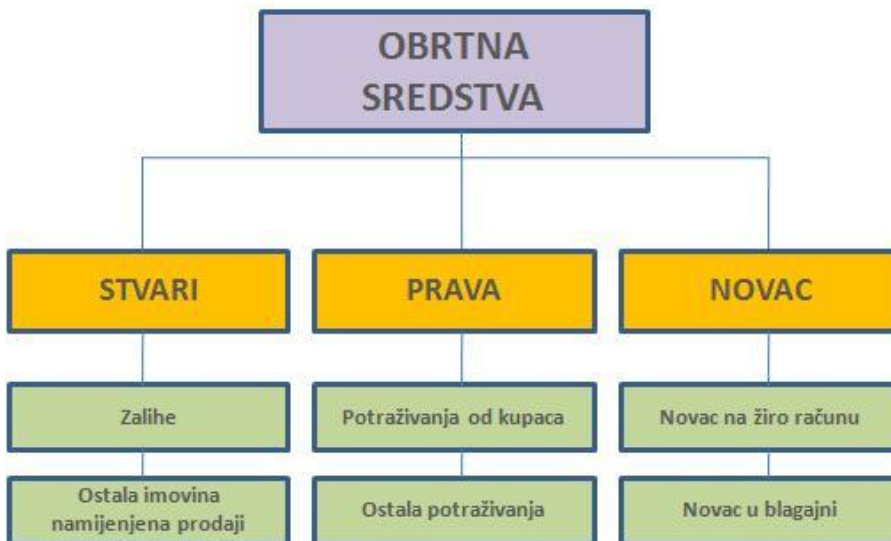 OBRTNA
SREDSTVA
STVARI
PRAVA
NOVAC
Zalihe
Potraživanja od kupaca
Novac na žiro računu
Ostala imovina
namijenjena prodaji
Ostala potraživanja
Novac u blagajni